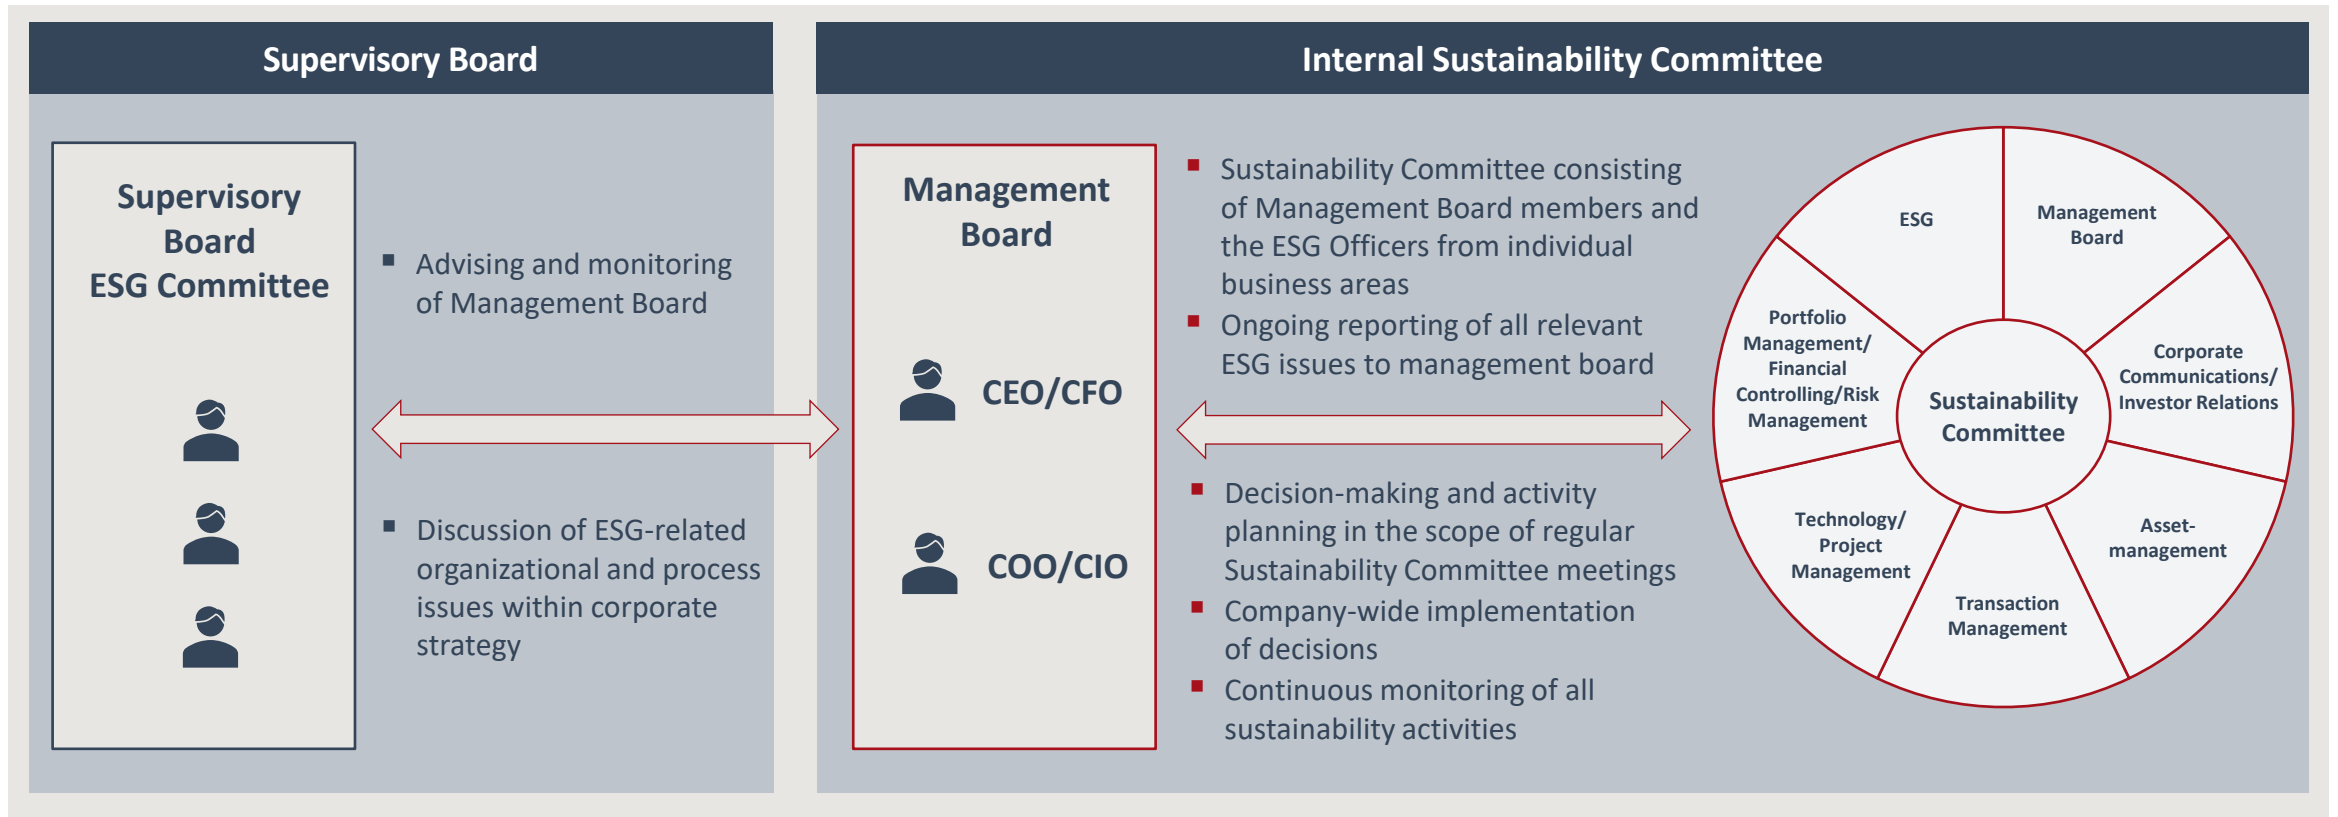 Supervisory Board
Supervisory
Board
ESG Committee
▪ Advising and monitoring
of Management Board
▪ Discussion of ESG-related
organizational and process
issues within corporate
strategy
Internal Sustainability Committee
Management
Board
CEO/CFO
COO/CIO
▪ Sustainability Committee consisting
of Management Board members and
the ESG Officers from individual
business areas
▪ Ongoing reporting of all relevant
ESG issues to management board
▪ Decision-making and activity
planning in the scope of regular
Sustainability Committee meetings
▪ Company-wide implementation
of decisions
▪ Continuous monitoring of all
sustainability activities
ESG
Management
Board
Corporate
Communications/
Investor Relations
Asset-
management
Transaction
Management
Technology/
Project
Management
Portfolio
Management/
Financial
Controlling/Risk
Management
Sustainability
Committee